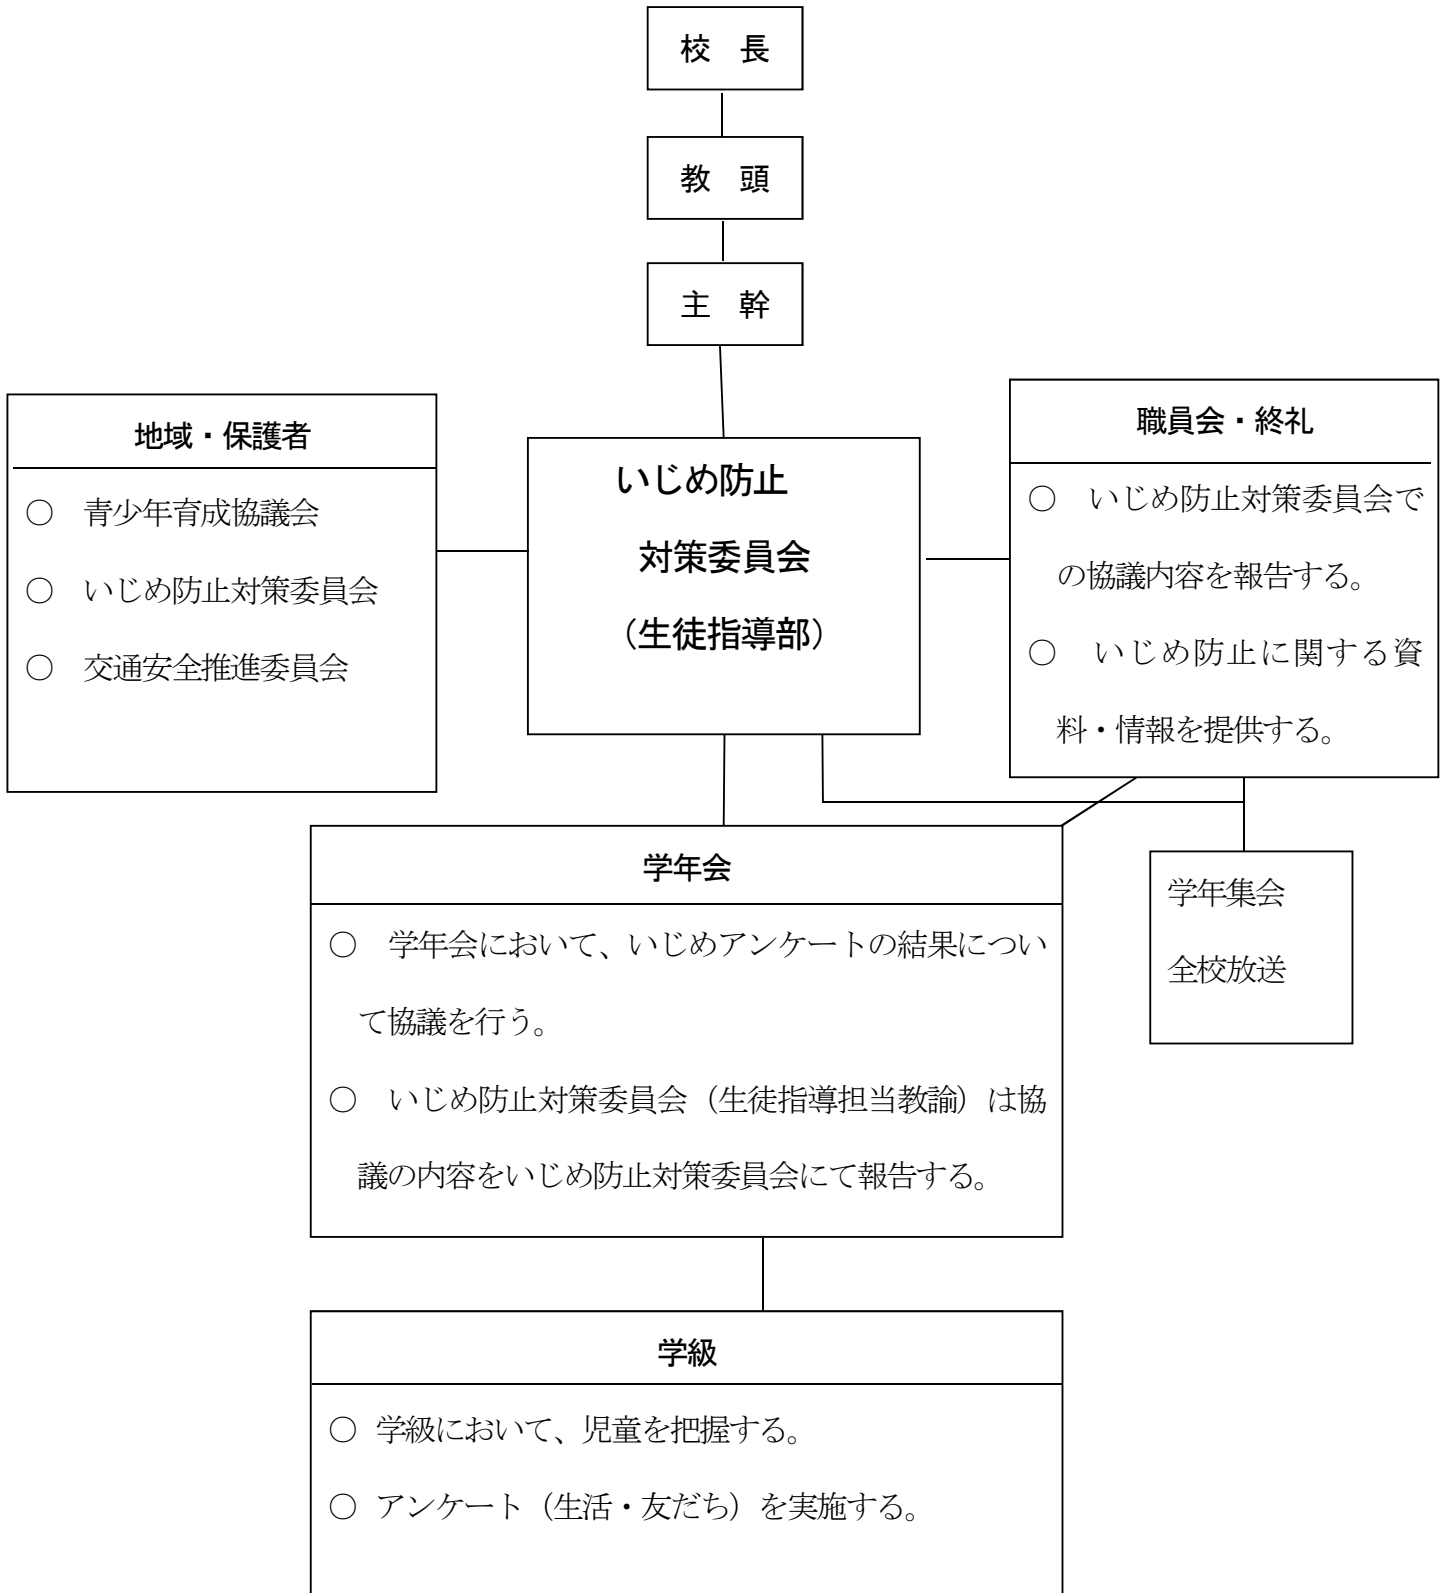 校　長
教　頭
主　幹
地域・保護者
○　青少年育成協議会
○　いじめ防止対策委員会
○　交通安全推進委員会
いじめ防止
対策委員会
（生徒指導部）
職員会・終礼
○　いじめ防止対策委員会で
の協議内容を報告する。
○　いじめ防止に関する資
料・情報を提供する。
学年会
○　学年会において、いじめアンケートの結果につい
て協議を行う。
○　いじめ防止対策委員会（生徒指導担当教諭）は協
議の内容をいじめ防止対策委員会にて報告する。
学年集会
全校放送
学級
○ 学級において、児童を把握する。
○ アンケート（生活・友だち）を実施する。